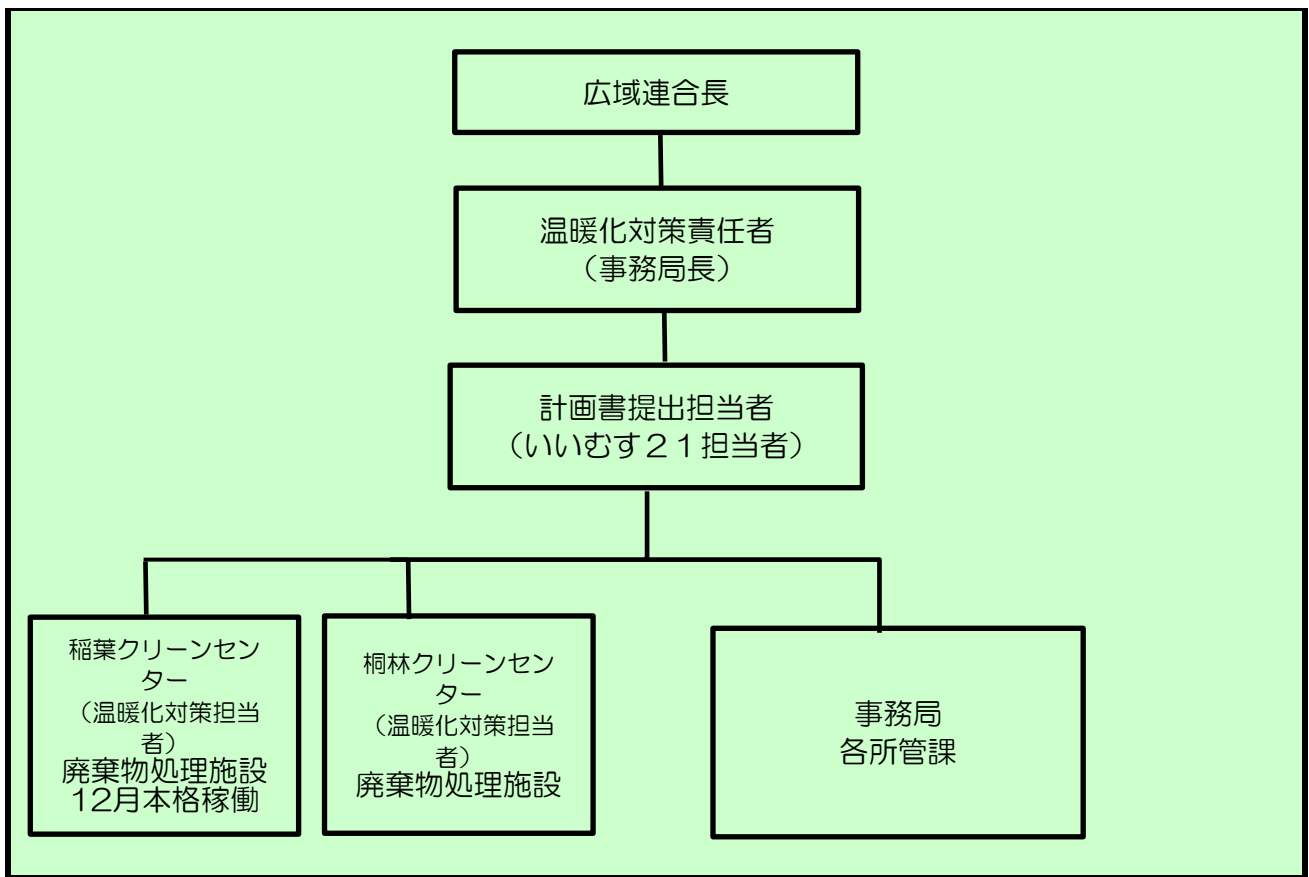 広域連合長
温暖化対策責任者
（事務局長）
計画書提出担当者
（いいむす２１担当者）
稲葉クリーンセン
ター
（温暖化対策担当
者）
廃棄物処理施設
12月本格稼働
桐林クリーンセン
ター
（温暖化対策担当
者）
廃棄物処理施設
事務局
各所管課